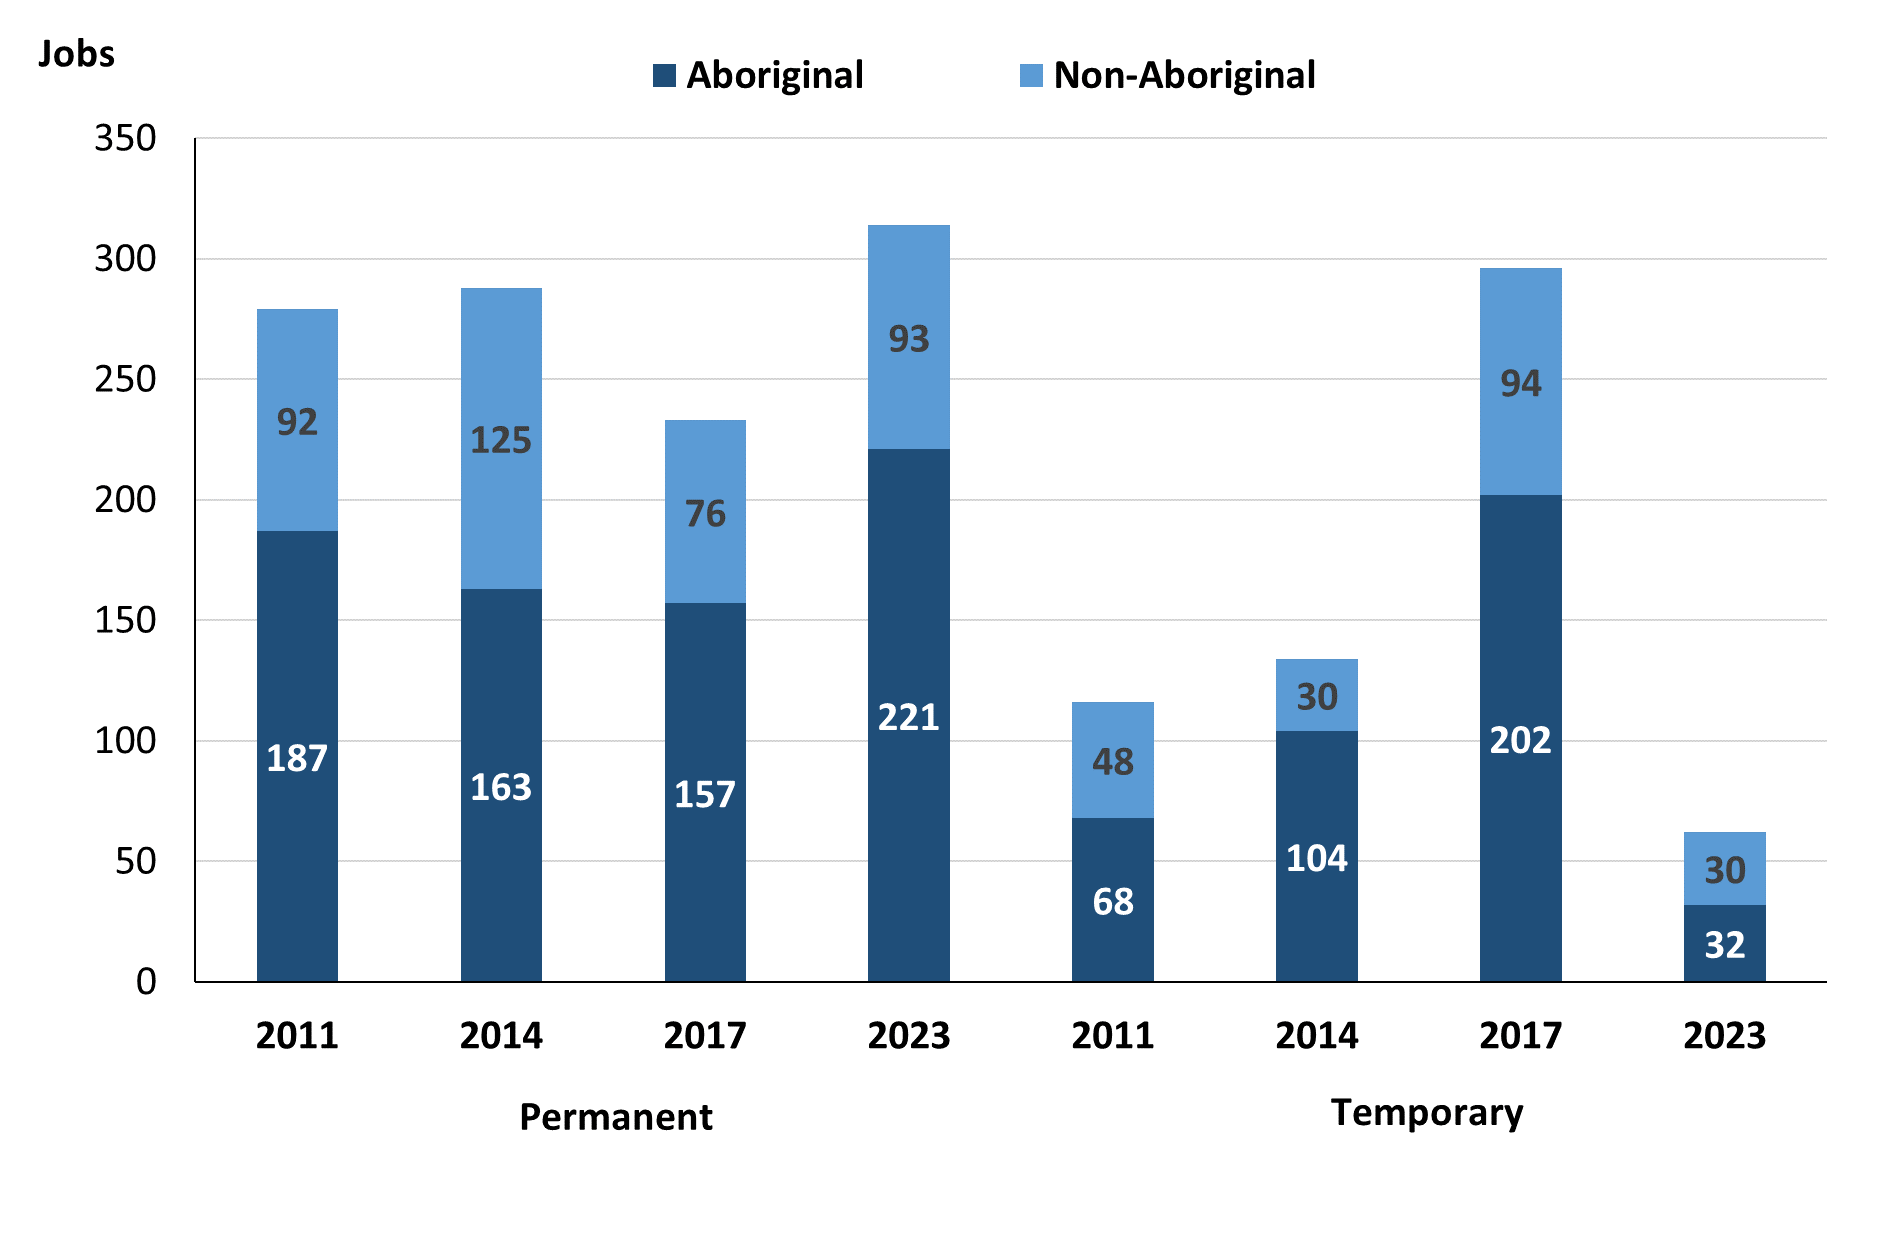 Jobs
Aboriginal Non-Aboriginal
350
300
250
200
150
100
50
0
92 125 76 93 48 30 94 30
187 163 157 221 68 104 202 32
2011 2014 2017 2023 2011 2014 2017 2023
Permanent Temporary